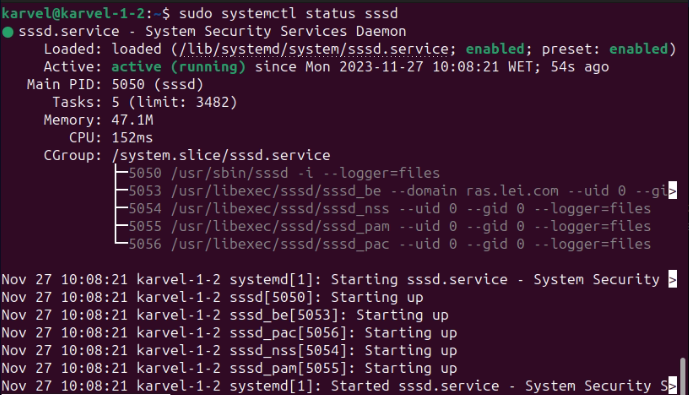 karvel@karvel-1-2:~$ sudo systemctl status sssd
● sssd.service - System Security Services Daemon
     Loaded: loaded (/lib/systemd/system/sssd.service; enabled; preset: enabled)
     Active: active (running) since Mon 2023-11-27 10:08:21 WET; 54s ago
   Main PID: 5050 (sssd)
      Tasks: 5 (limit: 3482)
     Memory: 47.1M
        CPU: 152ms
     CGroup: /system.slice/sssd.service
             ├─5050 /usr/sbin/sssd -i --logger=files
             ├─5053 /usr/libexec/sssd/sssd_be --domain ras.lei.com --uid 0 --gi>
             ├─5054 /usr/libexec/sssd/sssd_nss --uid 0 --gid 0 --logger=files
             ├─5055 /usr/libexec/sssd/sssd_pam --uid 0 --gid 0 --logger=files
             └─5056 /usr/libexec/sssd/sssd_pac --uid 0 --gid 0 --logger=files
Nov 27 10:08:21 karvel-1-2 systemd[1]: Starting sssd.service - System Security >
Nov 27 10:08:21 karvel-1-2 sssd[5050]: Starting up
Nov 27 10:08:21 karvel-1-2 sssd_be[5053]: Starting up
Nov 27 10:08:21 karvel-1-2 sssd_pac[5056]: Starting up
Nov 27 10:08:21 karvel-1-2 sssd_nss[5054]: Starting up
Nov 27 10:08:21 karvel-1-2 sssd_pam[5055]: Starting up
Nov 27 10:08:21 karvel-1-2 systemd[1]: Started sssd.service - System Security S>